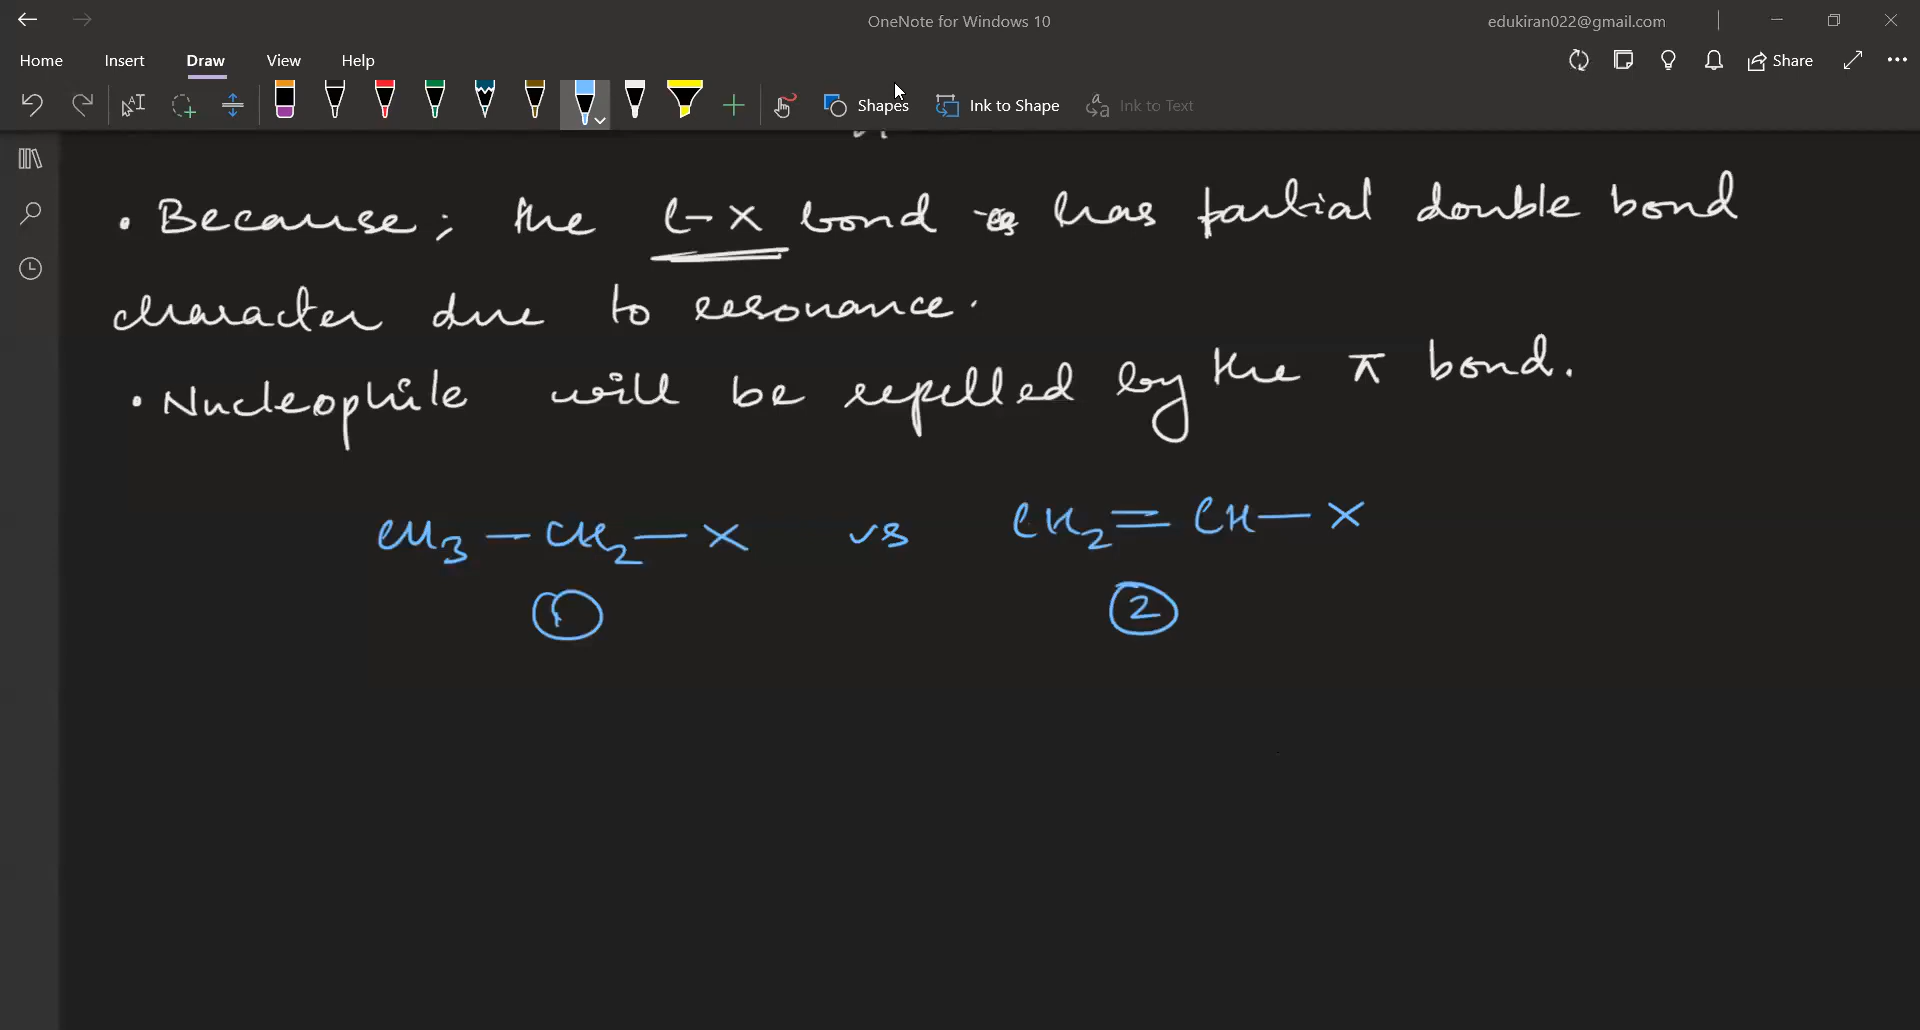 OneNote for Windows 10
edukiran022@gmail.com
Home Insert Draw View Help
Share
Shapes Ink to Shape Ink to Text
• Because; the C-X bond has partial double bond
character due to resonance.
• Nucleophile will be repelled by the π bond.
CH3 — CH2 — X vs CH2 = CH — X
1 2